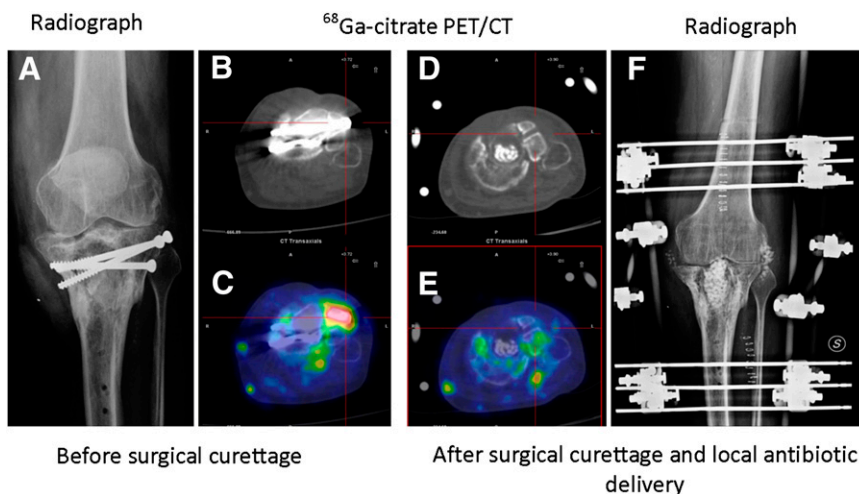 Radiograph
68Ga-citrate PET/CT
Radiograph
A
B
C
D
E
F
A
R
L
P
CT Transaxials
A
R
L
P
CT Transaxials
S
Before surgical curettage
After surgical curettage and local antibiotic
delivery